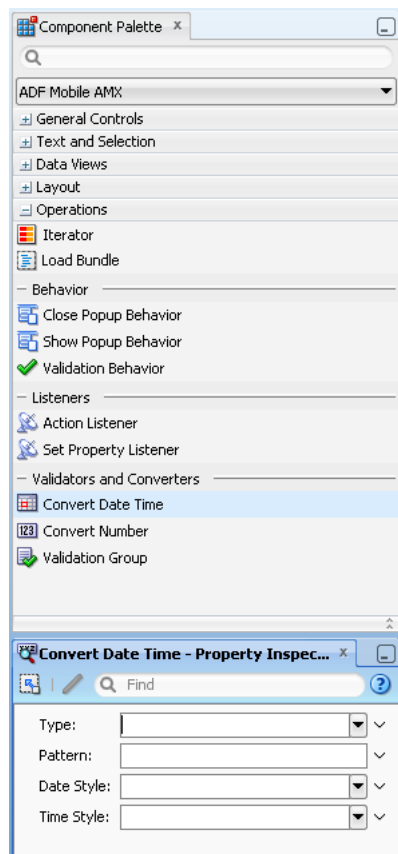 Component Palette
ADF Mobile AMX
General Controls
Text and Selection
Data Views
Layout
Operations
Iterator
Load Bundle
Behavior
Close Popup Behavior
Show Popup Behavior
Validation Behavior
Listeners
Action Listener
Set Property Listener
Validators and Converters
Convert Date Time
123 Convert Number
Validation Group
XYZ Convert Date Time - Property Inspec...
Find ?
Type:
Pattern:
Date Style:
Time Style: